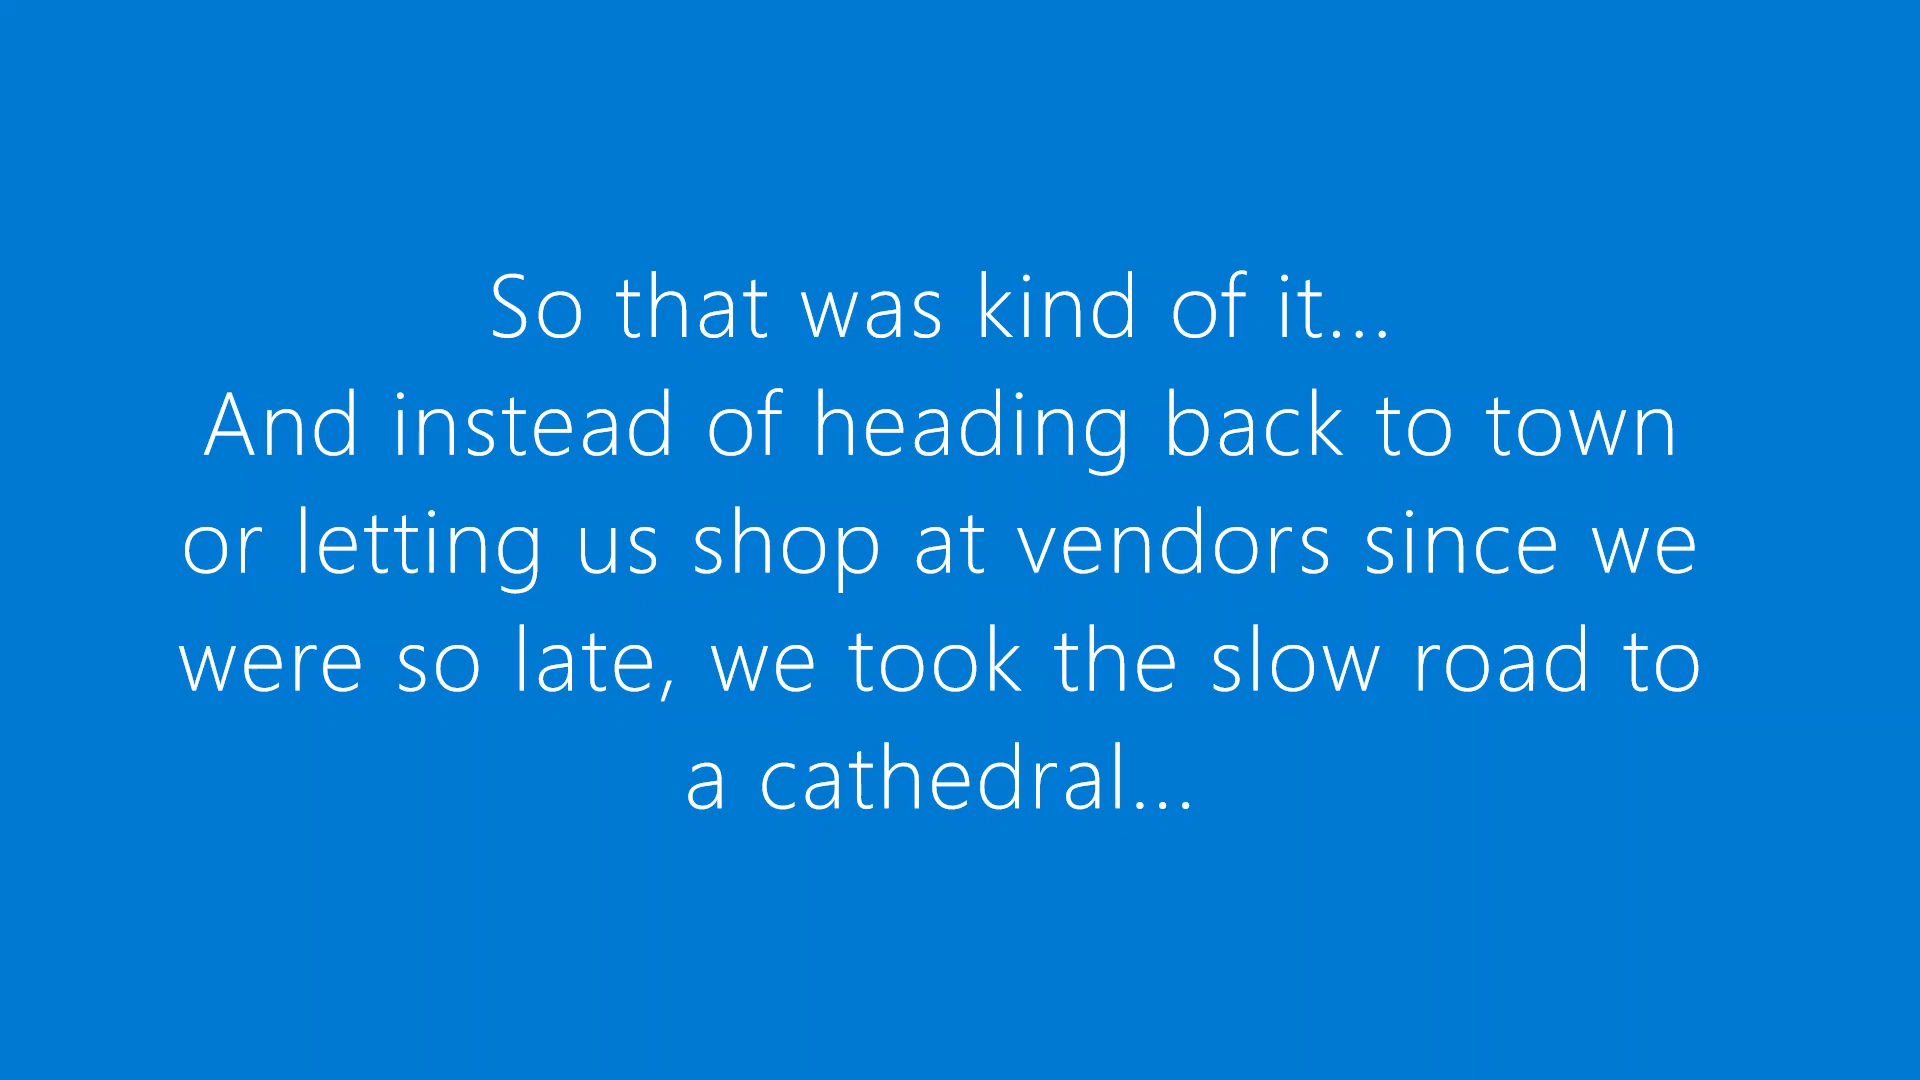 So that was kind of it...
And instead of heading back to town
or letting us shop at vendors since we
were so late, we took the slow road to
a cathedral...